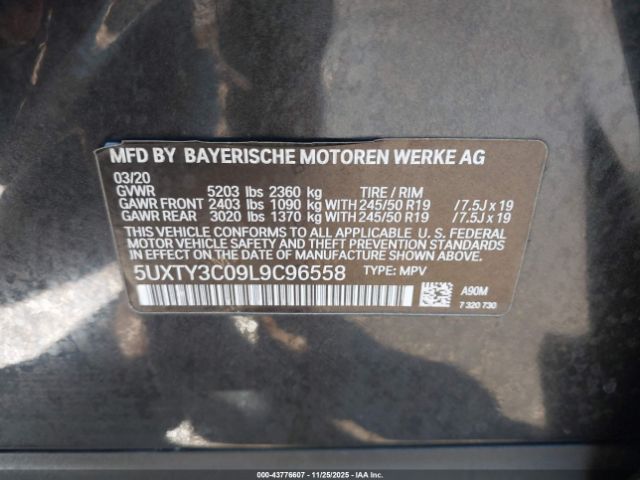 MFD BY BAYERISCHE MOTOREN WERKE AG
03/20
GVWR 5203 lbs 2360 kg TIRE / RIM
GAWR FRONT 2403 lbs 1090 kg WITH 245/50 R19 / 7.5J x 19
GAWR REAR 3020 lbs 1370 kg WITH 245/50 R19 / 7.5J x 19
THIS VEHICLE CONFORMS TO ALL APPLICABLE U. S. FEDERAL
MOTOR VEHICLE SAFETY AND THEFT PREVENTION STANDARDS
IN EFFECT ON THE DATE OF MANUFACTURE SHOWN ABOVE.
5UXTY3C09L9C96558 TYPE: MPV
A90M
7 320 730
000-43776607 - 11/25/2025 - Copyright © 2025 IAA, LLC.